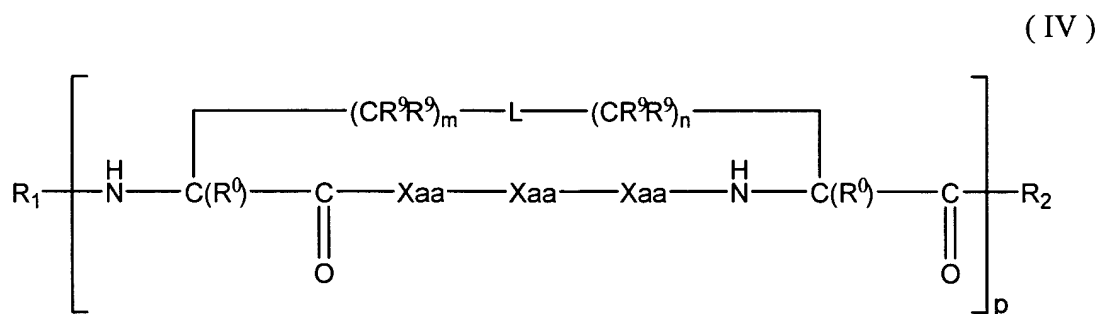 ( IV )
(CR⁹R⁹)m—L—(CR⁹R⁹)n
R₁—N H—C(R⁰)—C—Xaa—Xaa—Xaa—N H—C(R⁰)—C—R₂
O O
p